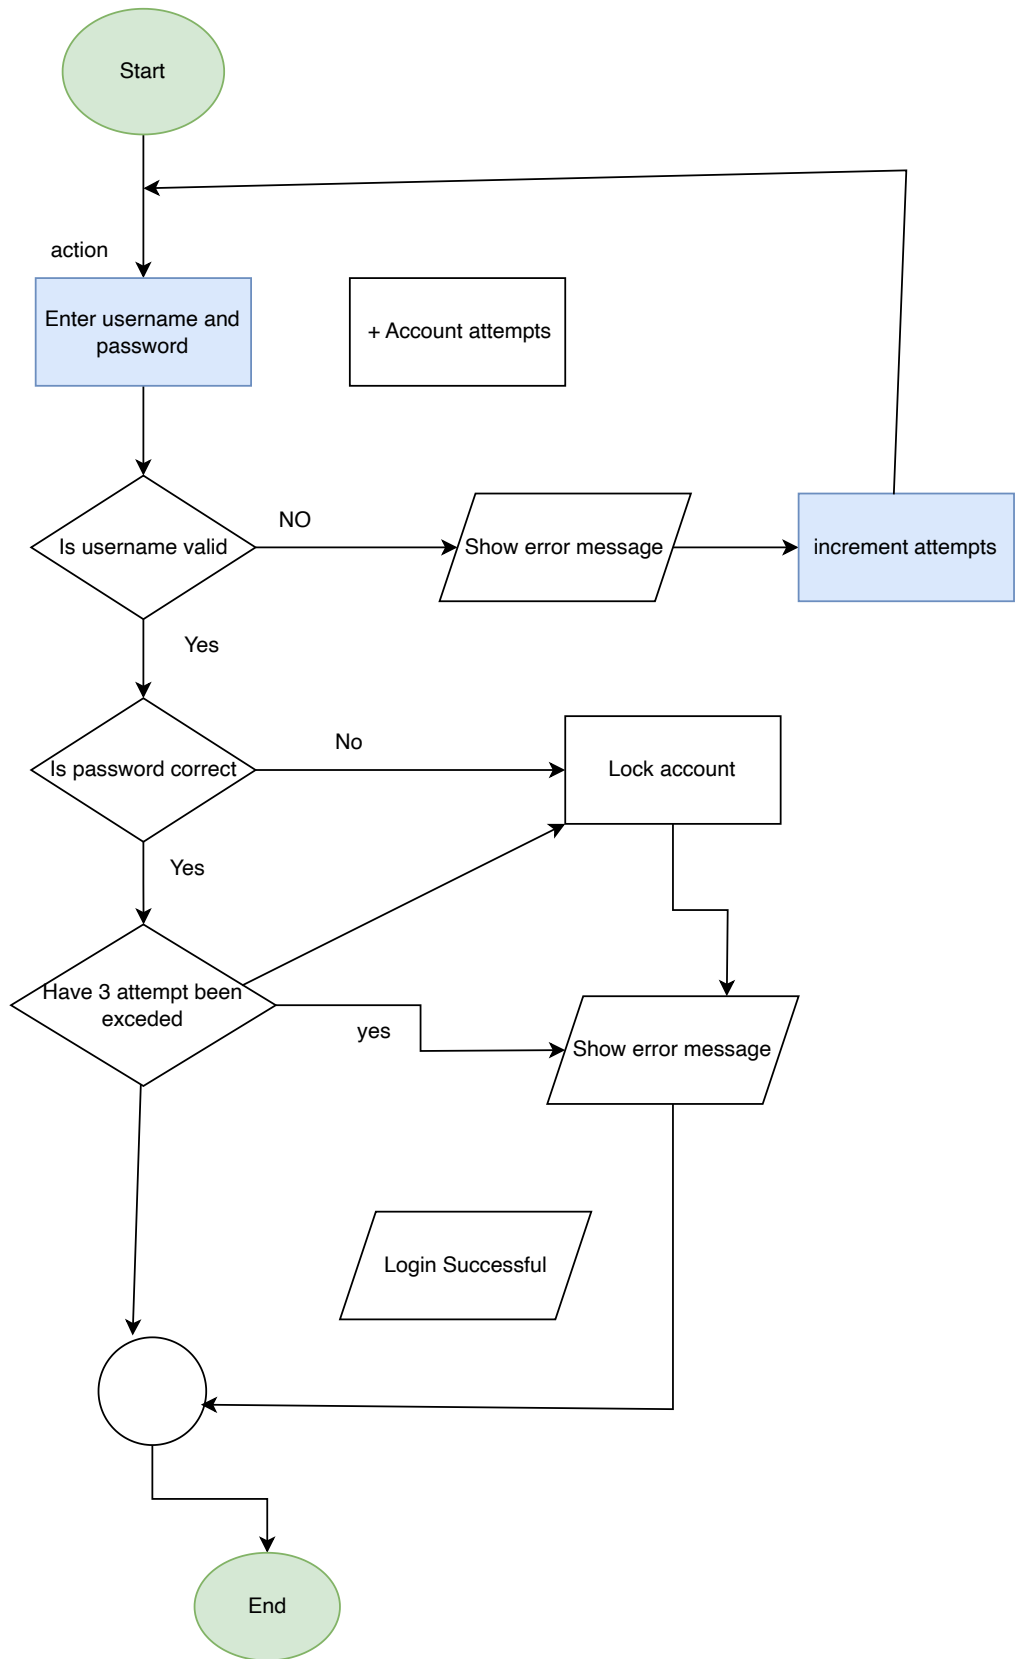 Start
action
Enter username and
password
+ Account attempts
Is username valid
NO
Show error message
increment attempts
Yes
Is password correct
No
Lock account
Yes
Have 3 attempt been
exceded
yes
Show error message
Login Successful
End